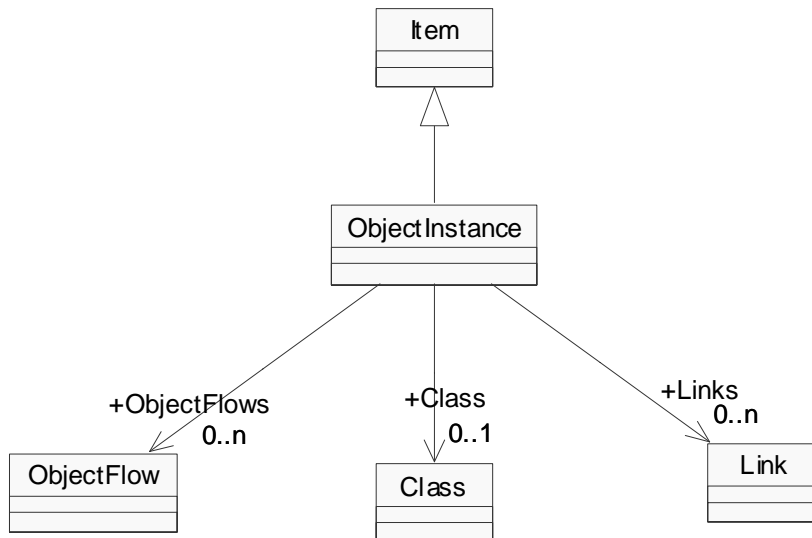 Item
ObjectInstance
+ObjectFlows
0..n
+Class
0..1
+Links
0..n
ObjectFlow
Class
Link